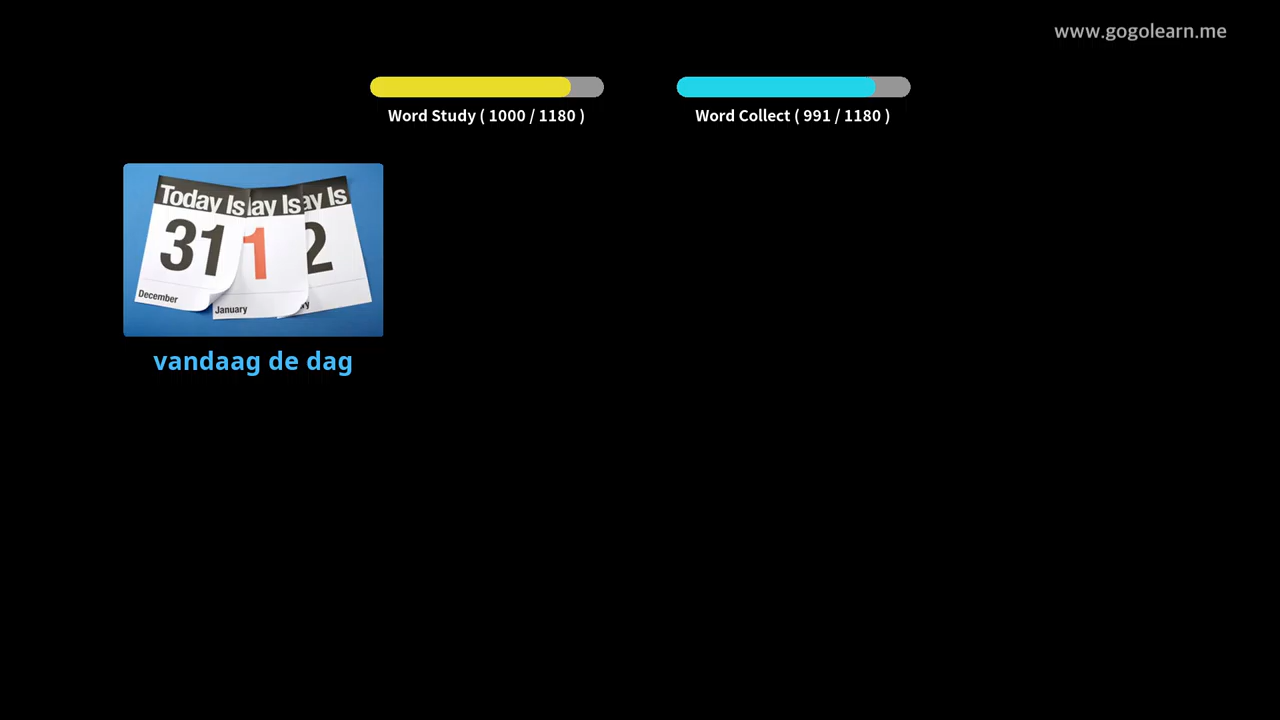 www.gogolearn.me
Word Study ( 1000 / 1180 )
Word Collect ( 991 / 1180 )
Today Is
ay Is
ay Is
31
1
2
December
January
ry
vandaag de dag